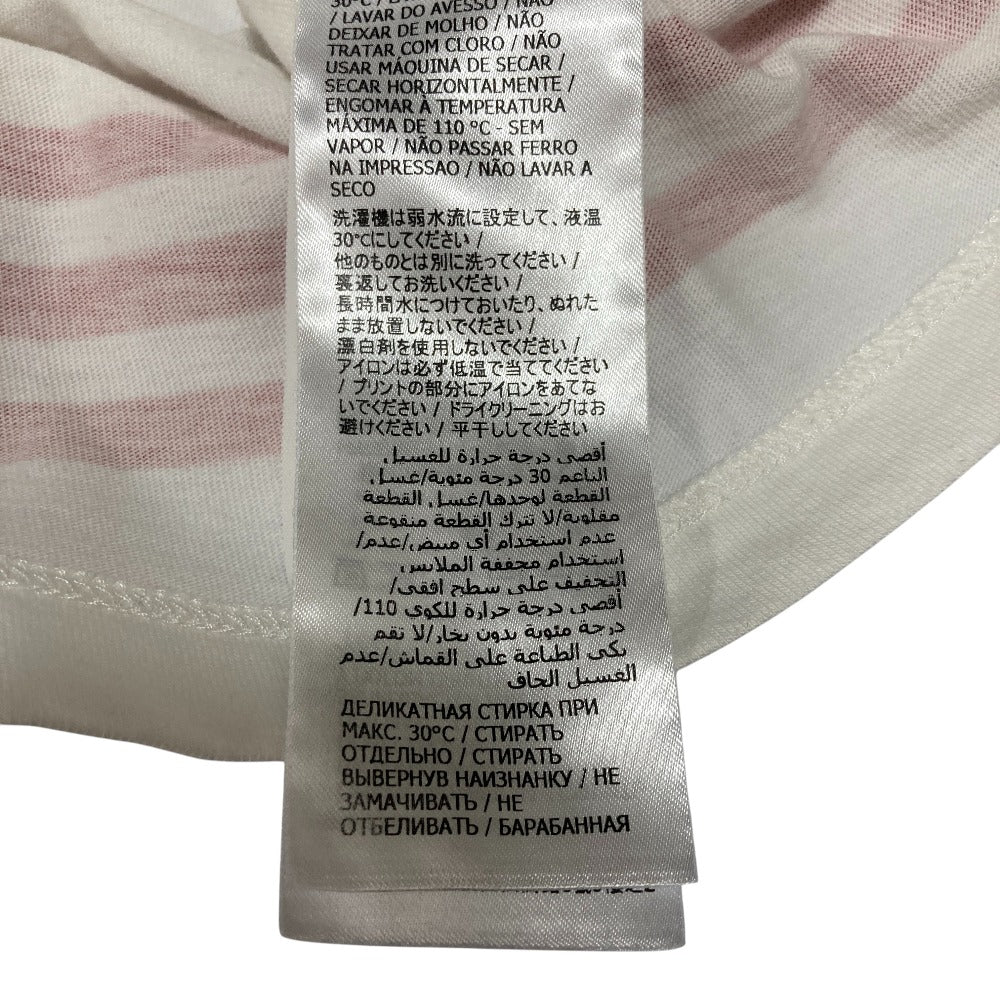 / LAVAR DO AVESSO / NÃO
DEIXAR DE MOLHO / NÃO
TRATAR COM CLORO / NÃO
USAR MÁQUINA DE SECAR /
SECAR HORIZONTALMENTE /
ENGOMAR À TEMPERATURA
MÁXIMA DE 110 °C - SEM
VAPOR / NÃO PASSAR FERRO
NA IMPRESSAO / NÃO LAVAR A
SECO
洗濯機は弱水流に設定して、液温
30°Cにしてください /
他のものとは別に洗ってください /
裏返してお洗いください /
長時間水につけておいたり、ぬれた
まま放置しないでください /
漂白剤を使用しないでください /
アイロンは必ず低温で当ててください
/ プリントの部分にアイロンをあてな
いでください / ドライクリーニングはお
避けください / 平干ししてください
أقصى درجة حرارة للغسيل
الناعم 30 درجة مئوية/غسل
القطعة لوحدها/غسل القطعة
مقلوبة/لا تترك القطعة منقوعة
/عدم استخدام أي مبيض/عدم
استخدام مجففة الملابس
/التجفيف على سطح افقي
/أقصى درجة حرارة للكوي 110
درجة مئوية بدون بخار/لا تقم
بكي الطباعة على القماش/عدم
الغسيل الجاف
ДЕЛИКАТНАЯ СТИРКА ПРИ
МАКС. 30°C / СТИРАТЬ
ОТДЕЛЬНО / СТИРАТЬ
ВЫВЕРНУВ НАИЗНАНКУ / НЕ
ЗАМАЧИВАТЬ / НЕ
ОТБЕЛИВАТЬ / БАРАБАННАЯ